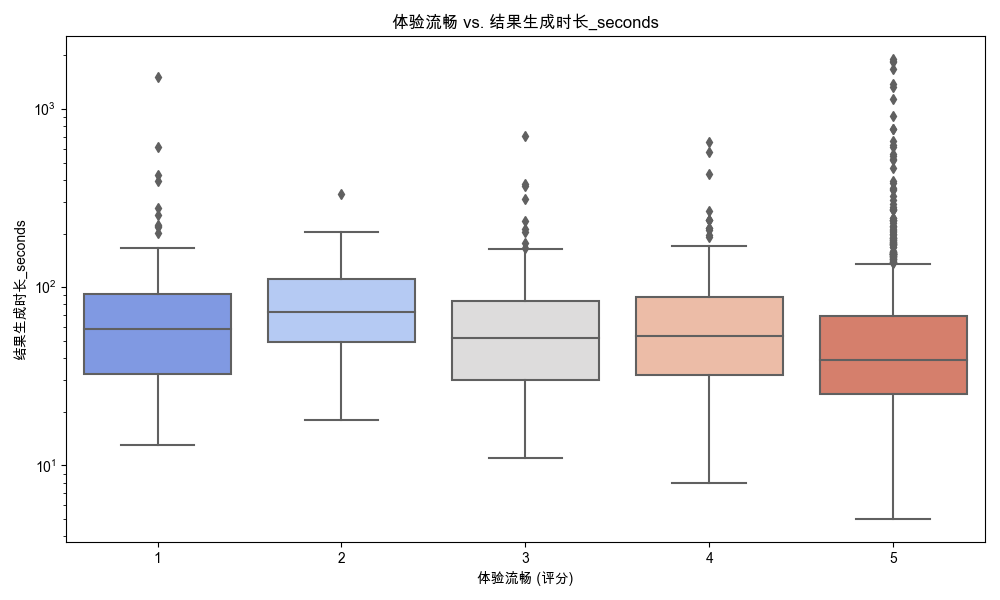 体验流畅 vs. 结果生成时长_seconds
结果生成时长_seconds
10³
10²
10¹
1 2 3 4 5
体验流畅 (评分)